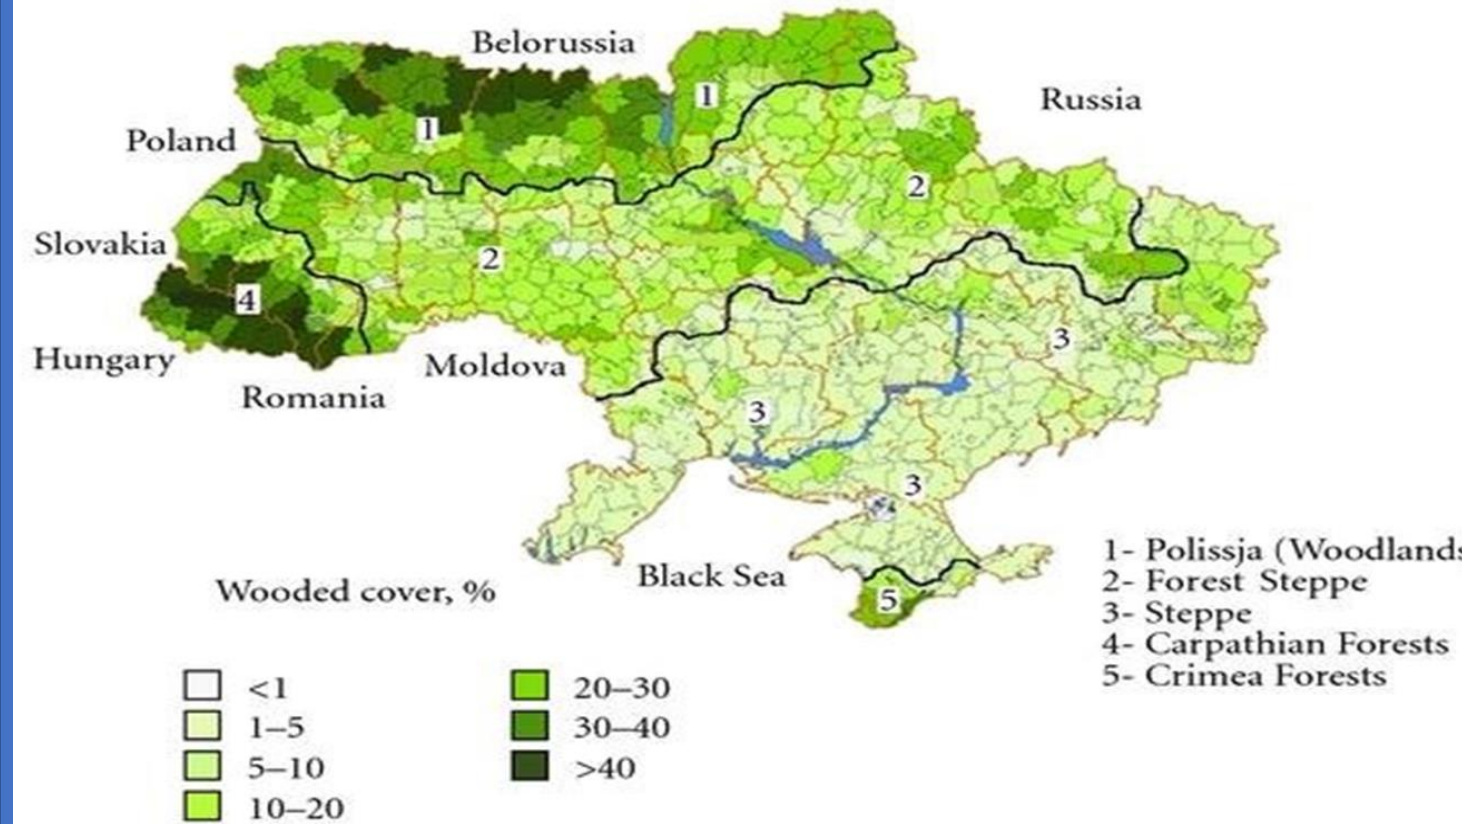 Belorussia
Russia
1
1
Poland
2
Slovakia
2
4
3
Hungary
Moldova
Romania
3
3
1- Polissja (Woodlands
Black Sea
2- Forest Steppe
Wooded cover, %
5
3- Steppe
4- Carpathian Forests
5- Crimea Forests
<1
20–30
1–5
30–40
5–10
>40
10–20